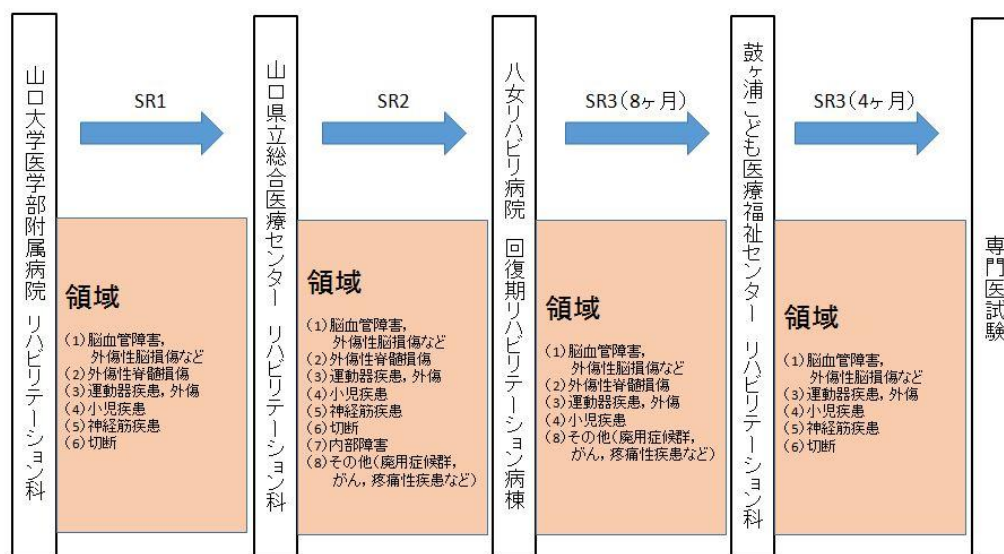 山口大学医学部附属病院 リハビリテーション科
SR1
領域
(1)脳血管障害,
外傷性脳損傷など
(2)外傷性脊髄損傷
(3)運動器疾患,外傷
(4)小児疾患
(5)神経筋疾患
(6)切断
山口県立総合医療センター リハビリテーション科
SR2
領域
(1)脳血管障害,
外傷性脳損傷など
(2)外傷性脊髄損傷
(3)運動器疾患,外傷
(4)小児疾患
(5)神経筋疾患
(6)切断
(7)内部障害
(8)その他(廃用症候群,
がん,疼痛性疾患など)
八女リハビリ病院 回復期リハビリテーション病棟
SR3(8ヶ月)
領域
(1)脳血管障害,
外傷性脳損傷など
(2)外傷性脊髄損傷
(3)運動器疾患,外傷
(4)小児疾患
(8)その他(廃用症候群,
がん,疼痛性疾患など)
鼓ヶ浦こども医療福祉センター リハビリテーション科
SR3(4ヶ月)
領域
(1)脳血管障害,
外傷性脳損傷など
(3)運動器疾患,外傷
(4)小児疾患
(5)神経筋疾患
(6)切断
専門医試験